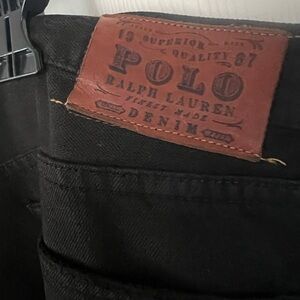 19 SUPERIOR 67
QUALITY
POLO
RALPH LAUREN
FINEST MADE
DENIM